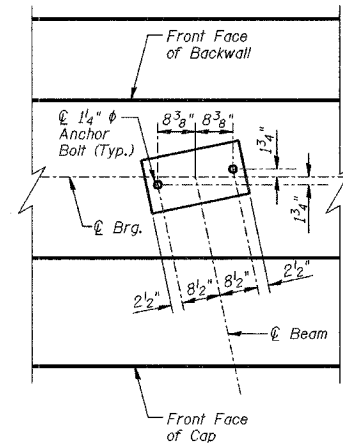 Front Face
of Backwall
℄ 1¼" ϕ
Anchor
Bolt (Typ.)
8⅜" 8⅜"
1¾"
1¾"
℄ Brg.
2½" 8½" 8½" 2½"
℄ Beam
Front Face
of Cap